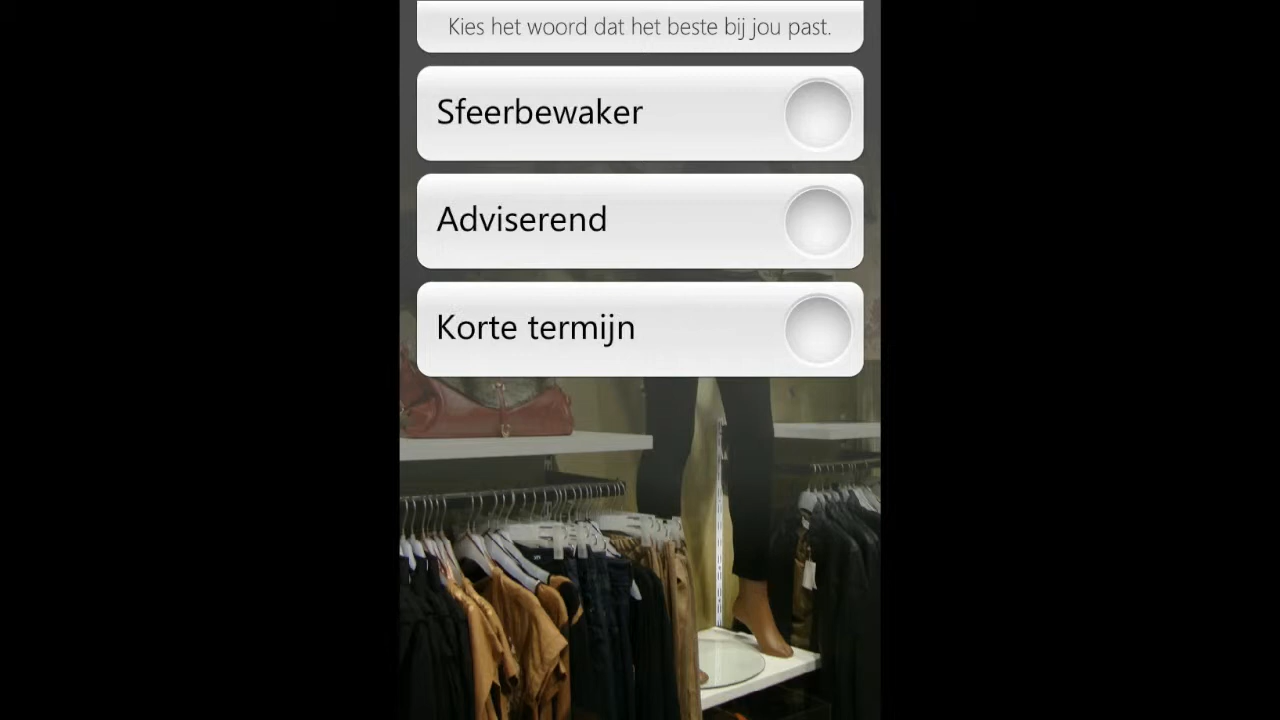 Kies het woord dat het beste bij jou past.
Sfeerbewaker
Adviserend
Korte termijn